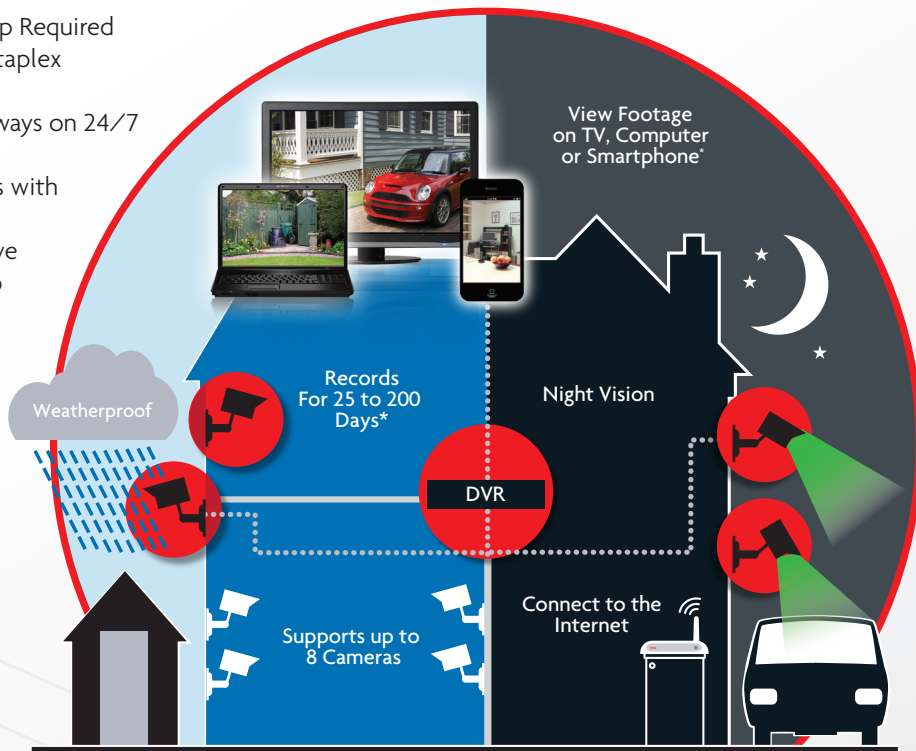 p Required
taplex
ways on 24/7
s with
ve
View Footage
on TV, Computer
or Smartphone*
Weatherproof
Records
For 25 to 200
Days*
Night Vision
DVR
Supports up to
8 Cameras
Connect to the
Internet